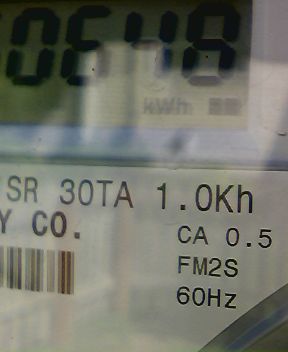 0648
kWh
SR 30TA 1.0Kh
Y CO.
CA 0.5
FM2S
60Hz